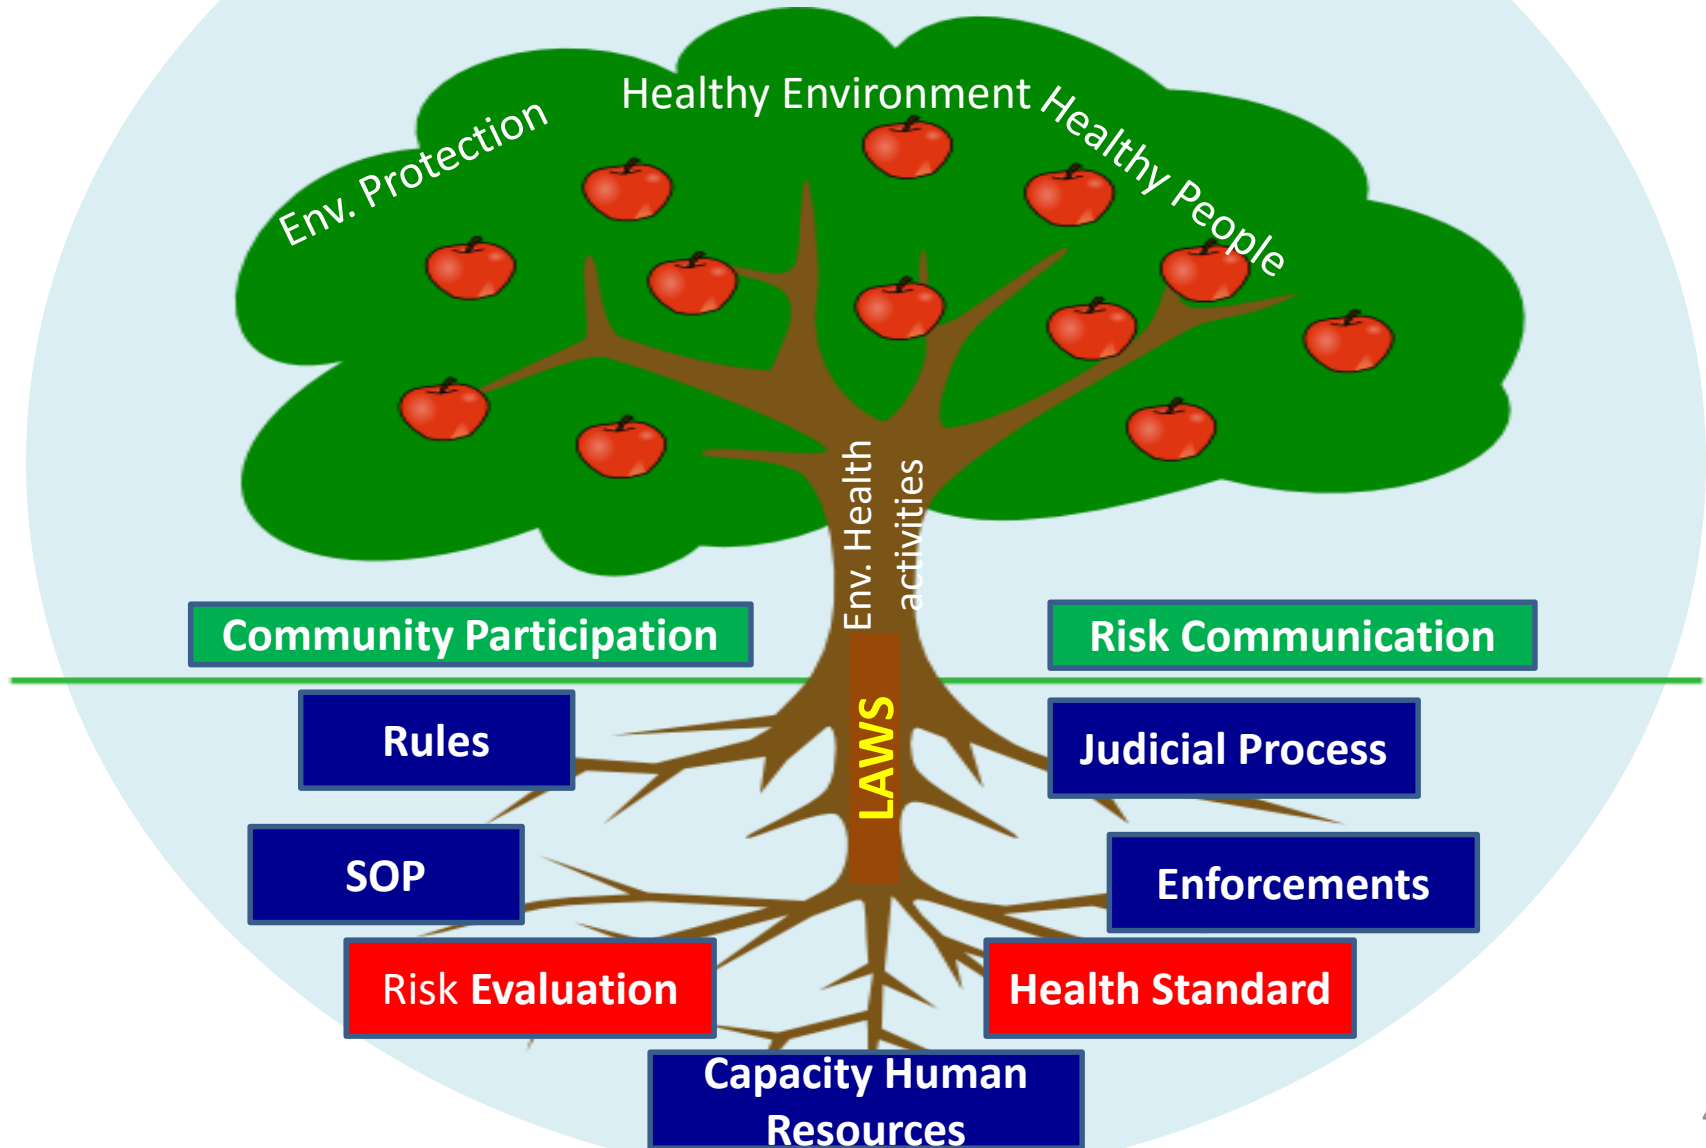 Healthy Environment
Env. Protection
Healthy People
Env. Health
activities
Community Participation
Risk Communication
LAWS
Rules
Judicial Process
SOP
Enforcements
Risk Evaluation
Health Standard
Capacity Human
Resources